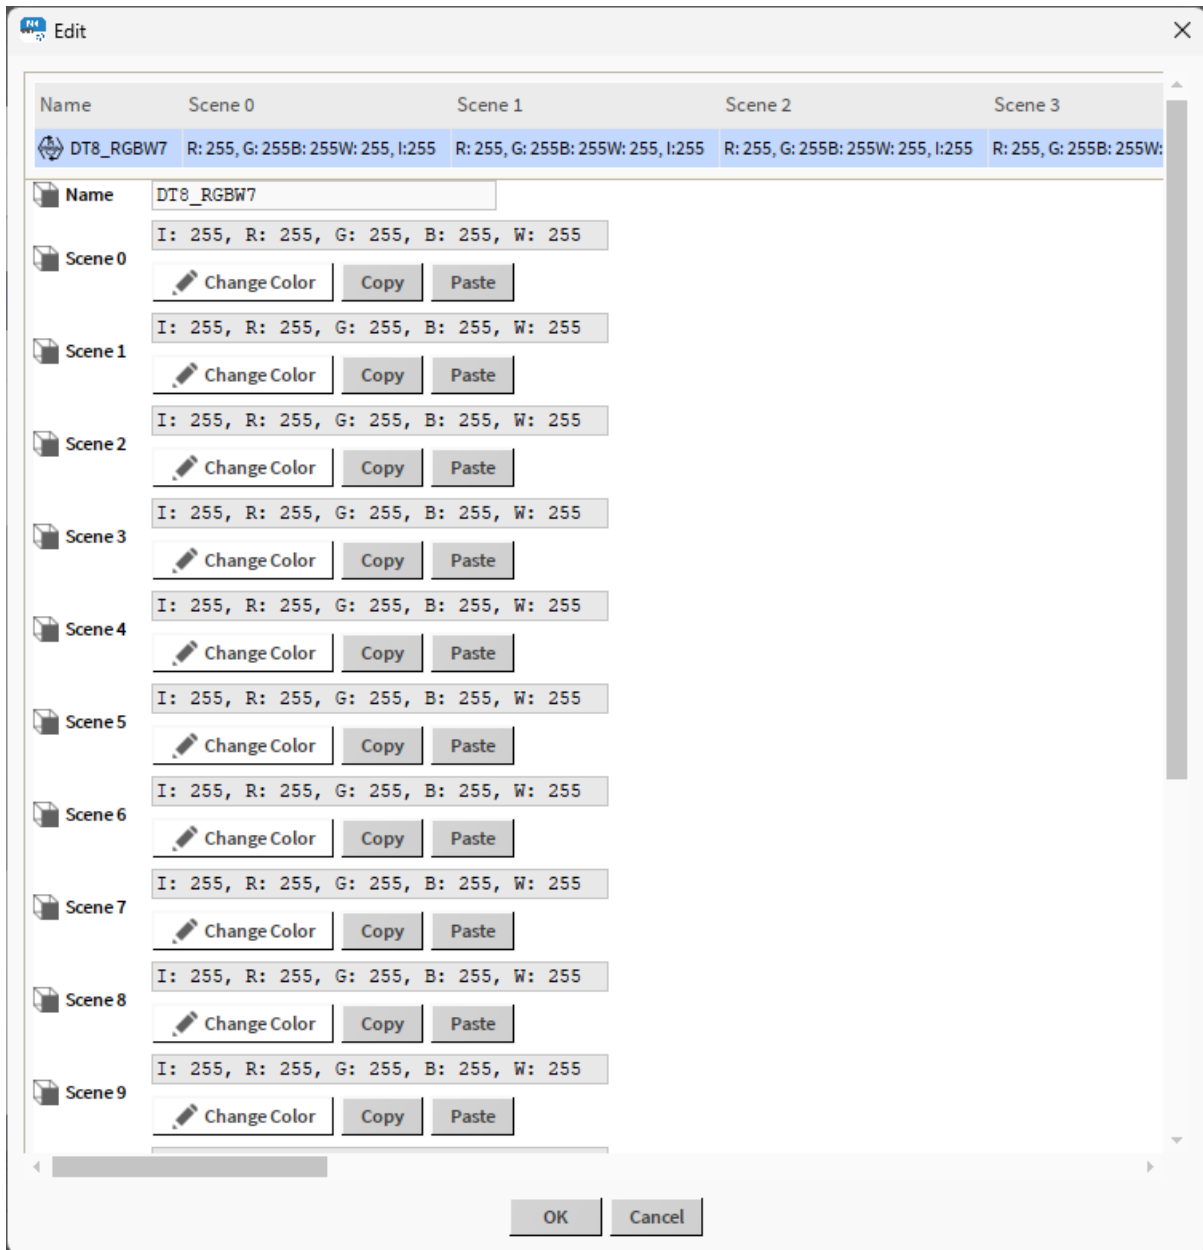 Edit
Name Scene 0 Scene 1 Scene 2 Scene 3
DT8_RGBW7 R: 255, G: 255B: 255W: 255, I:255 R: 255, G: 255B: 255W: 255, I:255 R: 255, G: 255B: 255W: 255, I:255 R: 255, G: 255B: 255W:
Name DT8_RGBW7
I: 255, R: 255, G: 255, B: 255, W: 255
Scene 0
Change Color Copy Paste
I: 255, R: 255, G: 255, B: 255, W: 255
Scene 1
Change Color Copy Paste
I: 255, R: 255, G: 255, B: 255, W: 255
Scene 2
Change Color Copy Paste
I: 255, R: 255, G: 255, B: 255, W: 255
Scene 3
Change Color Copy Paste
I: 255, R: 255, G: 255, B: 255, W: 255
Scene 4
Change Color Copy Paste
I: 255, R: 255, G: 255, B: 255, W: 255
Scene 5
Change Color Copy Paste
I: 255, R: 255, G: 255, B: 255, W: 255
Scene 6
Change Color Copy Paste
I: 255, R: 255, G: 255, B: 255, W: 255
Scene 7
Change Color Copy Paste
I: 255, R: 255, G: 255, B: 255, W: 255
Scene 8
Change Color Copy Paste
I: 255, R: 255, G: 255, B: 255, W: 255
Scene 9
Change Color Copy Paste
OK Cancel